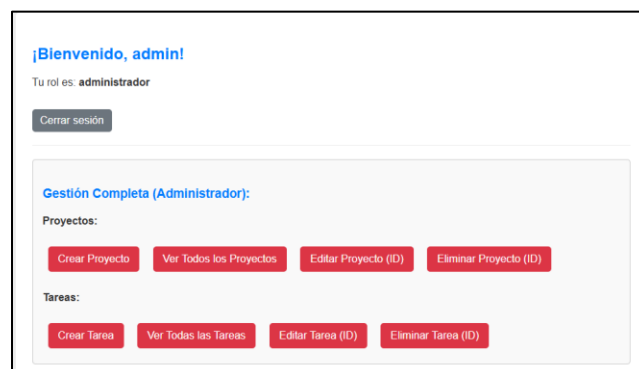 ¡Bienvenido, admin!
Tu rol es: administrador
Cerrar sesión
Gestión Completa (Administrador):
Proyectos:
Crear Proyecto Ver Todos los Proyectos Editar Proyecto (ID) Eliminar Proyecto (ID)
Tareas:
Crear Tarea Ver Todas las Tareas Editar Tarea (ID) Eliminar Tarea (ID)